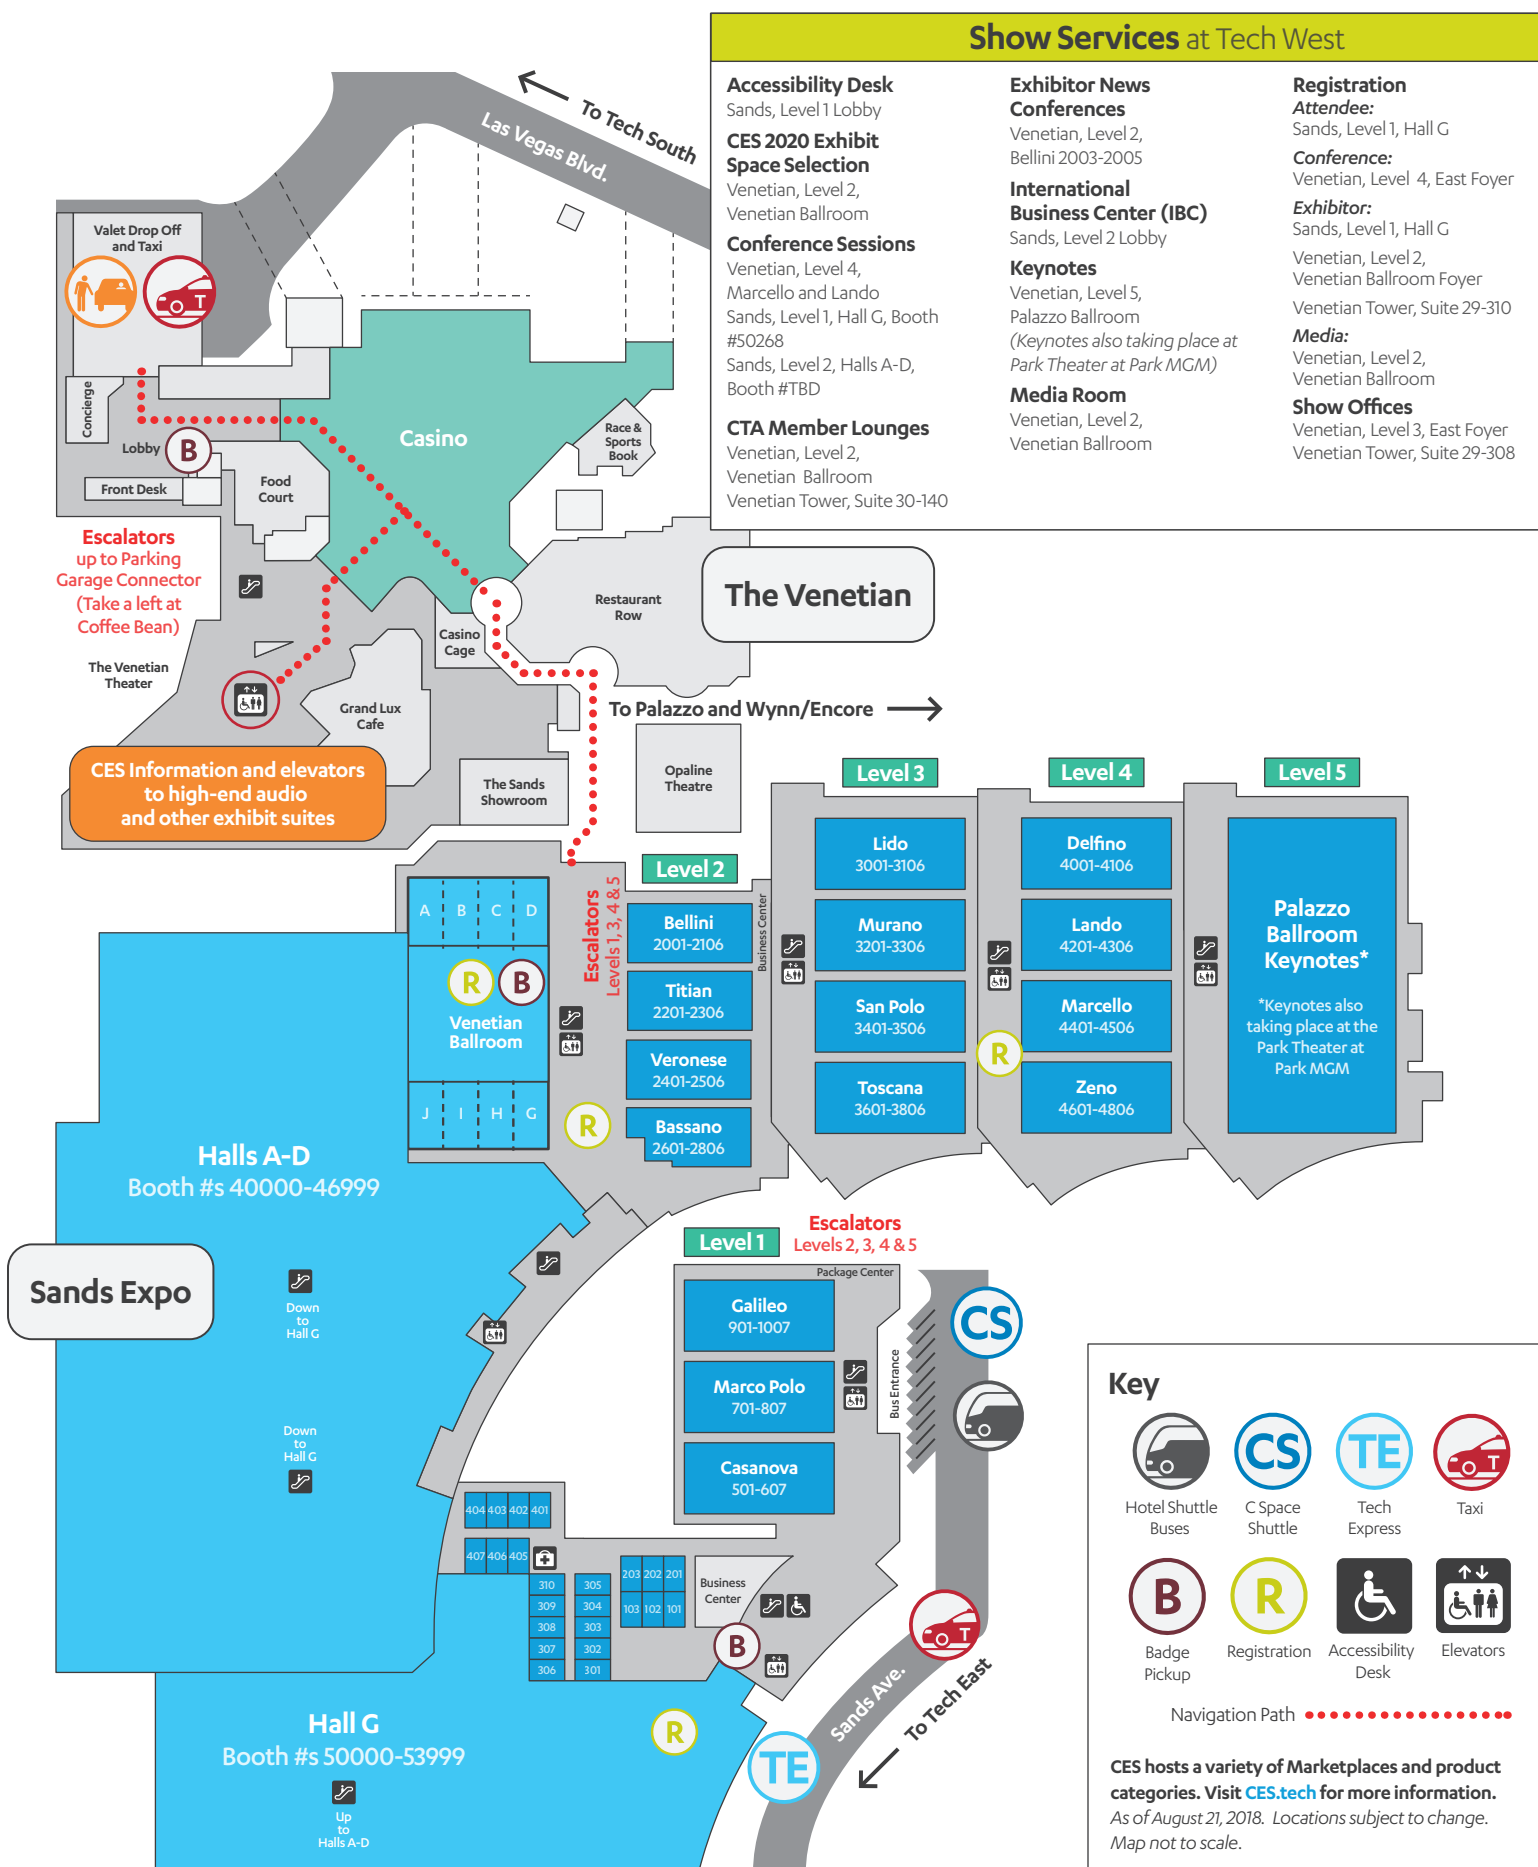 Show Services at Tech West
Accessibility Desk
Sands, Level 1 Lobby
CES 2020 Exhibit
Space Selection
Venetian, Level 2,
Venetian Ballroom
Conference Sessions
Venetian, Level 4,
Marcello and Lando
Sands, Level 1, Hall G, Booth
#50268
Sands, Level 2, Halls A-D,
Booth #TBD
CTA Member Lounges
Venetian, Level 2,
Venetian Ballroom
Venetian Tower, Suite 30-140
Exhibitor News
Conferences
Venetian, Level 2,
Bellini 2003-2005
International
Business Center (IBC)
Sands, Level 2 Lobby
Keynotes
Venetian, Level 5,
Palazzo Ballroom
(Keynotes also taking place at
Park Theater at Park MGM)
Media Room
Venetian, Level 2,
Venetian Ballroom
Registration
Attendee:
Sands, Level 1, Hall G
Conference:
Venetian, Level 4, East Foyer
Exhibitor:
Sands, Level 1, Hall G
Venetian, Level 2,
Venetian Ballroom Foyer
Venetian Tower, Suite 29-310
Media:
Venetian, Level 2,
Venetian Ballroom
Show Offices
Venetian, Level 3, East Foyer
Venetian Tower, Suite 29-308
To Tech South
Las Vegas Blvd.
Valet Drop Off
and Taxi
T
Concierge
Lobby
B
Front Desk
Food
Court
Casino
Race &
Sports
Book
Escalators
up to Parking
Garage Connector
(Take a left at
Coffee Bean)
The Venetian
Restaurant
Row
Casino
Cage
The Venetian
Theater
Grand Lux
Cafe
To Palazzo and Wynn/Encore
CES Information and elevators
to high-end audio
and other exhibit suites
The Sands
Showroom
Opaline
Theatre
Level 2
Level 3
Level 4
Level 5
A
B
C
D
R
B
Venetian
Ballroom
J
I
H
G
Escalators
Levels 1, 3, 4 & 5
R
Bellini
2001-2106
Titian
2201-2306
Veronese
2401-2506
Bassano
2601-2806
Business Center
Lido
3001-3106
Murano
3201-3306
San Polo
3401-3506
Toscana
3601-3806
R
Delfino
4001-4106
Lando
4201-4306
Marcello
4401-4506
Zeno
4601-4806
Palazzo
Ballroom
Keynotes*
*Keynotes also
taking place at the
Park Theater at
Park MGM
Halls A-D
Booth #s 40000-46999
Sands Expo
Down
to
Hall G
Down
to
Hall G
Level 1
Escalators
Levels 2, 3, 4 & 5
Package Center
Galileo
901-1007
Marco Polo
701-807
Casanova
501-607
Bus Entrance
CS
404 403 402 401
407 406 405
310
309
308
307
306
305
304
303
302
301
203 202 201
103 102 101
Business
Center
B
T
Sands Ave.
To Tech East
TE
R
Hall G
Booth #s 50000-53999
Up
to
Halls A-D
Key
CS
TE
T
Hotel Shuttle
Buses
C Space
Shuttle
Tech
Express
Taxi
B
R
Badge
Pickup
Registration
Accessibility
Desk
Elevators
Navigation Path
CES hosts a variety of Marketplaces and product
categories. Visit CES.tech for more information.
As of August 21, 2018. Locations subject to change.
Map not to scale.